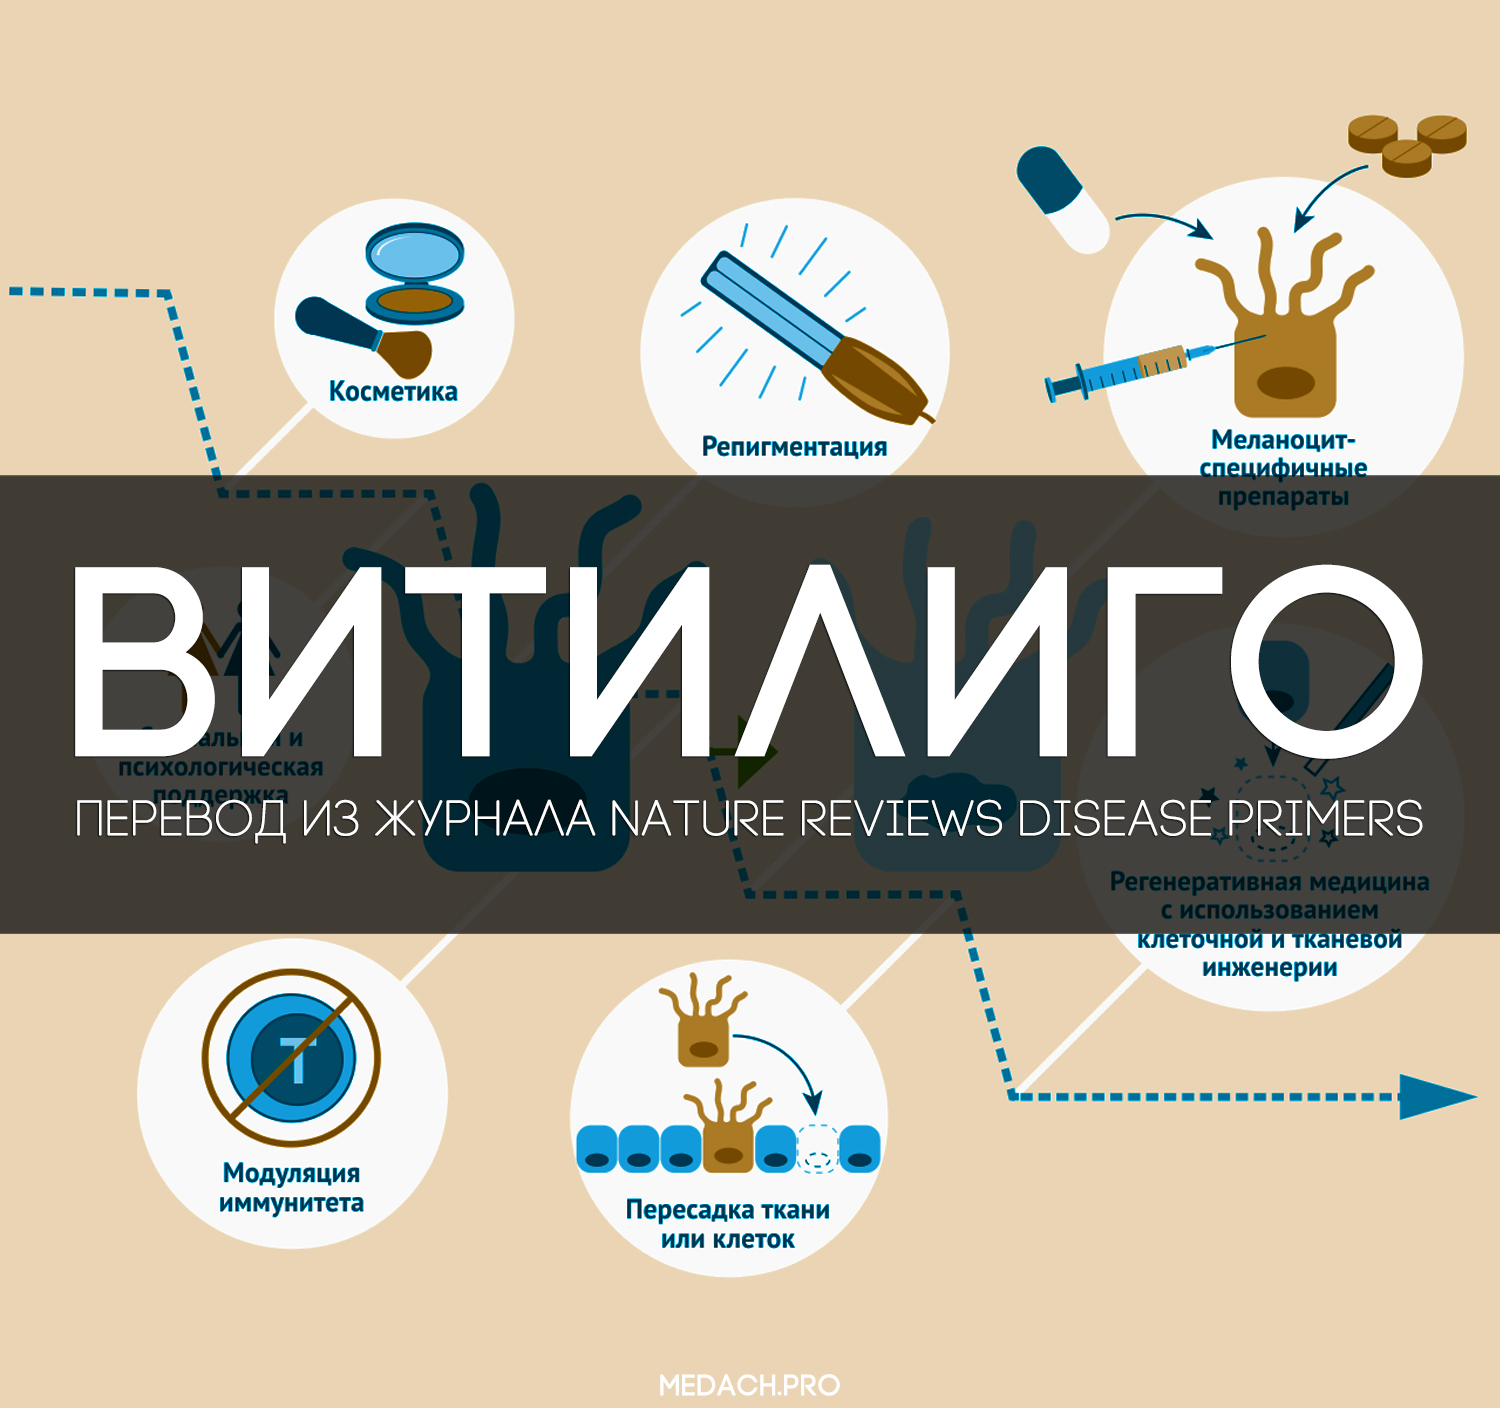 Косметика
Репигментация
Меланоцит-
специфичные
препараты
ВИТИЛИГО
и
психологическая
поддержка
ПЕРЕВОД ИЗ ЖУРНАЛА NATURE REVIEWS DISEASE PRIMERS
Регенеративная медицина
с использованием
клеточной и тканевой
инженерии
T
Модуляция
иммунитета
Пересадка ткани
или клеток
MEDACH.PRO